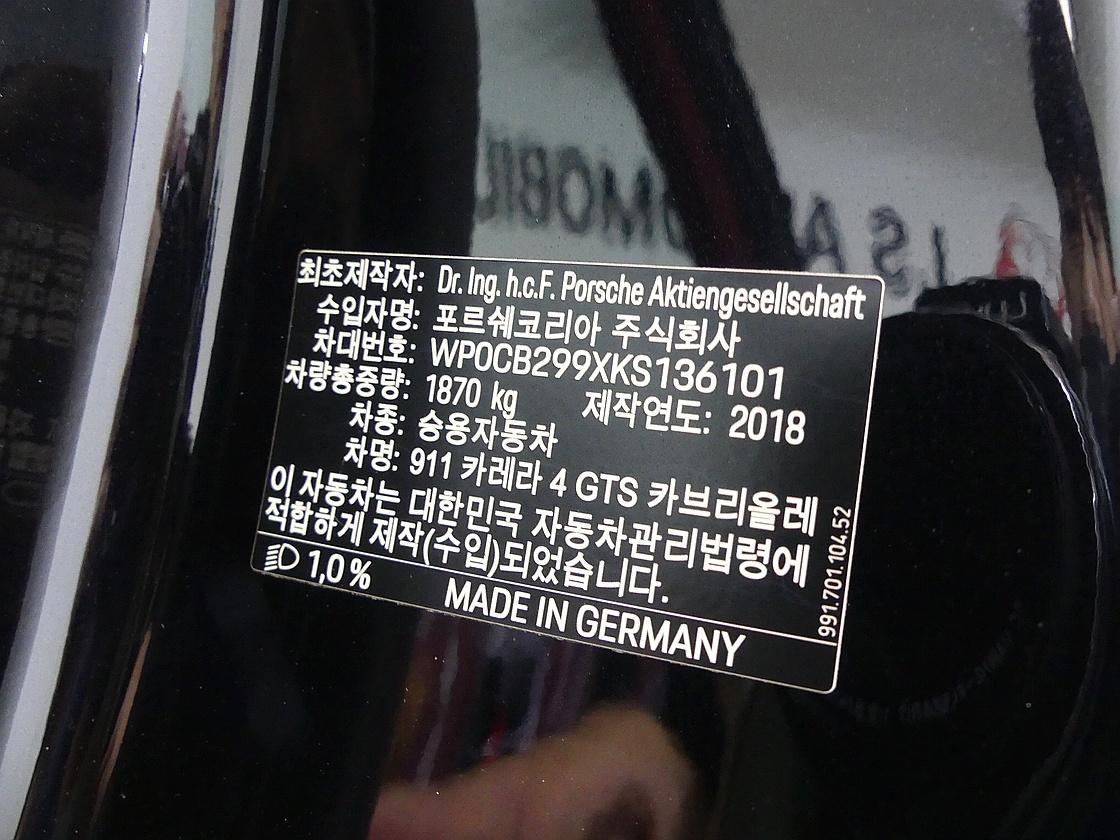 최초제작자: Dr. Ing. h.c.F. Porsche Aktiengesellschaft
수입자명: 포르쉐코리아 주식회사
차대번호: WP0CB299XKS136101
차량총중량: 1870 kg 제작연도: 2018
차종: 승용자동차
차명: 911 카레라 4 GTS 카브리올레
이 자동차는 대한민국 자동차관리법령에
적합하게 제작(수입)되었습니다.
1,0 %
MADE IN GERMANY
991.701.104.52